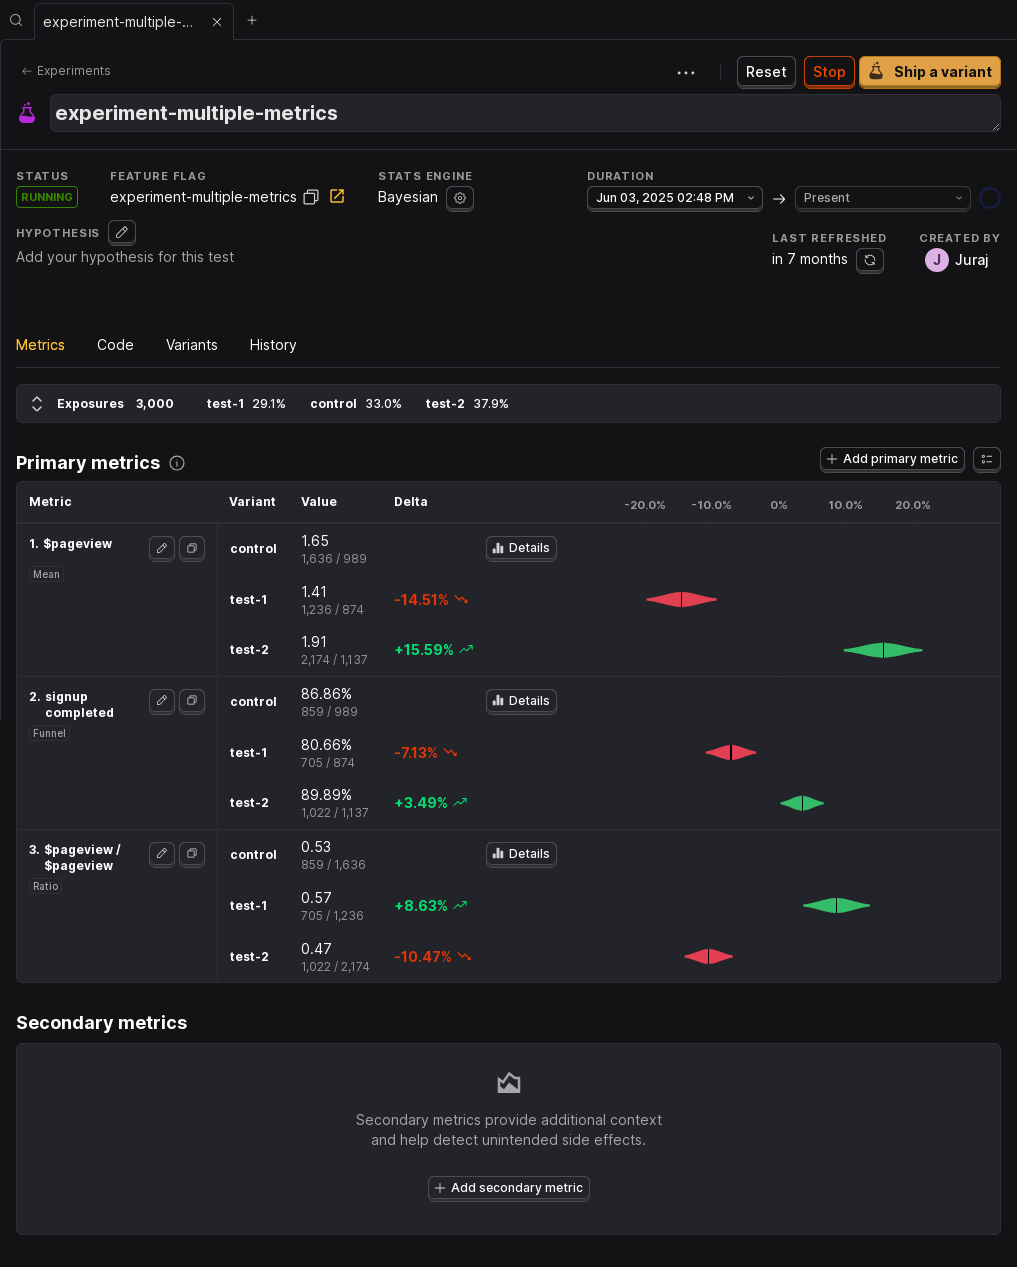 experiment-multiple-...
Experiments
Reset
Stop
Ship a variant
experiment-multiple-metrics
STATUS
FEATURE FLAG
STATS ENGINE
DURATION
RUNNING
experiment-multiple-metrics
Bayesian
Jun 03, 2025 02:48 PM
Present
HYPOTHESIS
LAST REFRESHED
CREATED BY
Add your hypothesis for this test
in 7 months
J Juraj
Metrics Code Variants History
Exposures 3,000 test-1 29.1% control 33.0% test-2 37.9%
Primary metrics
Add primary metric
Metric Variant Value Delta -20.0% -10.0% 0% 10.0% 20.0%
1. $pageview
Mean
control 1.65 Details
1,636 / 989
test-1 1.41 -14.51%
1,236 / 874
test-2 1.91 +15.59%
2,174 / 1,137
2. signup
completed
Funnel
control 86.86% Details
859 / 989
test-1 80.66% -7.13%
705 / 874
test-2 89.89% +3.49%
1,022 / 1,137
3. $pageview /
$pageview
Ratio
control 0.53 Details
859 / 1,636
test-1 0.57 +8.63%
705 / 1,236
test-2 0.47 -10.47%
1,022 / 2,174
Secondary metrics
Secondary metrics provide additional context
and help detect unintended side effects.
Add secondary metric